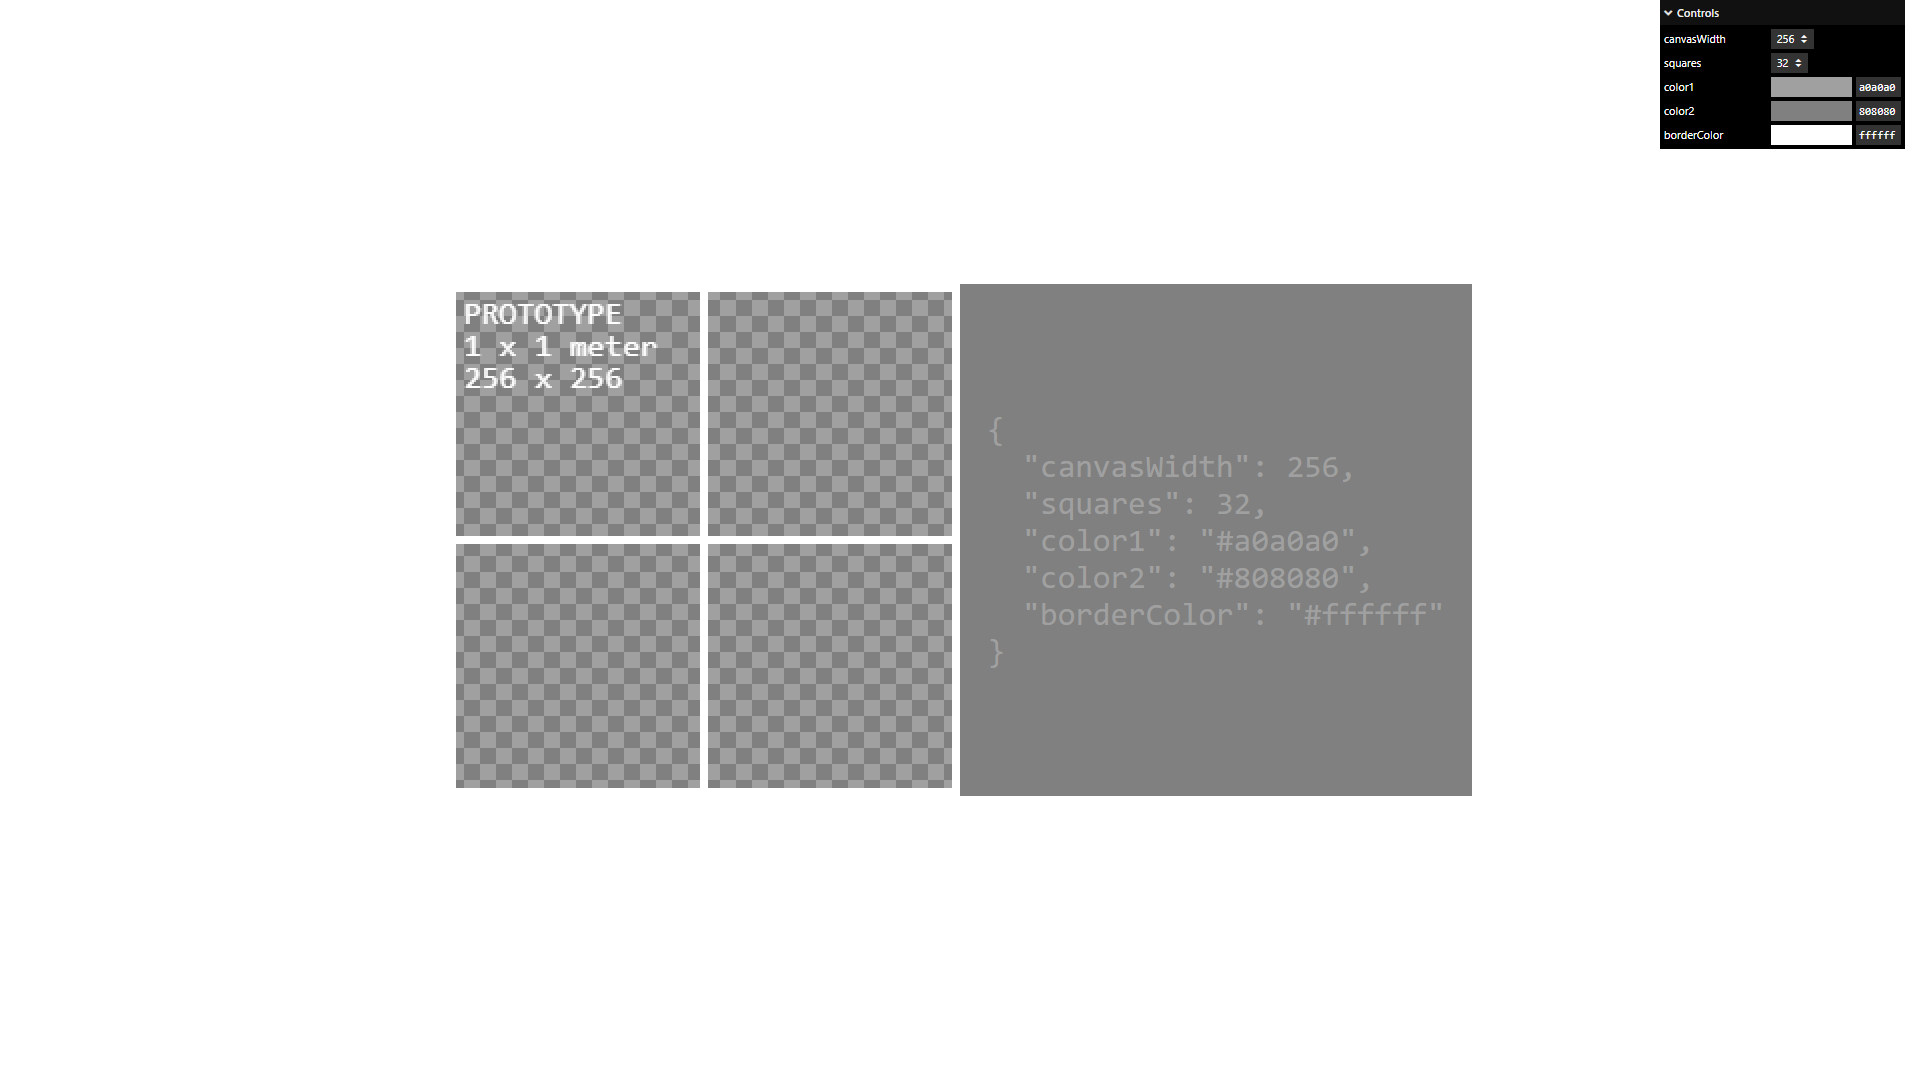 Controls
canvasWidth 256
squares 32
color1 a0a0a0
color2 808080
borderColor ffffff
PROTOTYPE
1 x 1 meter
256 x 256
{
"canvasWidth": 256,
"squares": 32,
"color1": "#a0a0a0",
"color2": "#808080",
"borderColor": "#ffffff"
}